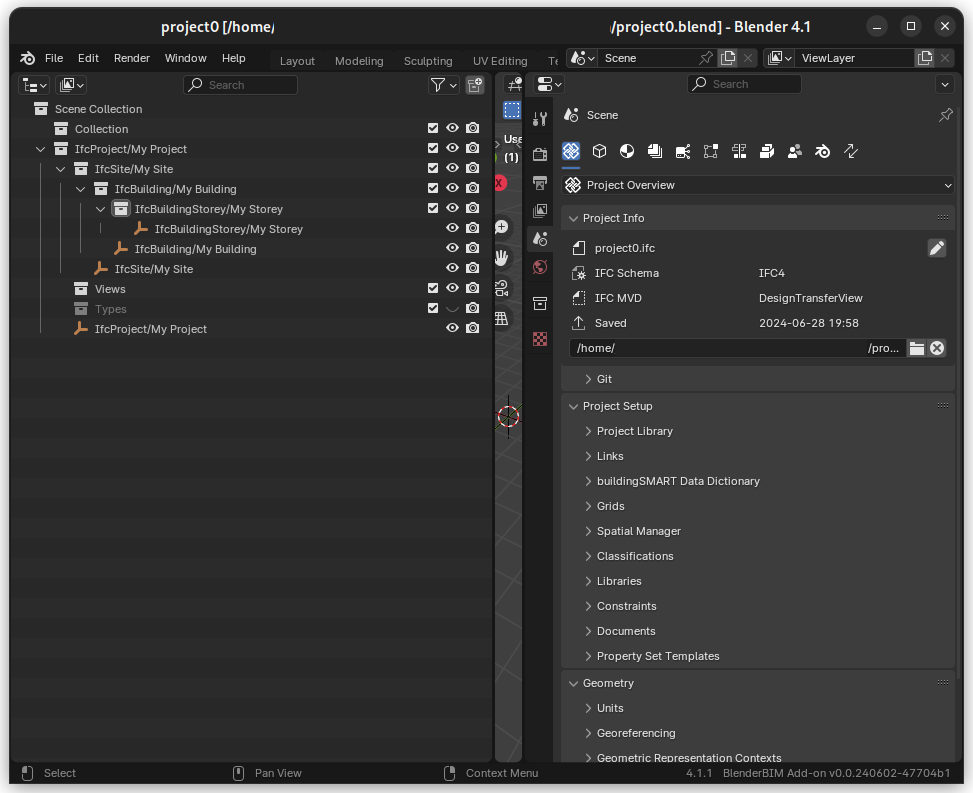 project0 [/home/ /project0.blend] - Blender 4.1
File Edit Render Window Help Layout Modeling Sculpting UV Editing Te Scene ViewLayer
Search
Search
Scene Collection
Collection
IfcProject/My Project
IfcSite/My Site
IfcBuilding/My Building
IfcBuildingStorey/My Storey
IfcBuildingStorey/My Storey
IfcBuilding/My Building
IfcSite/My Site
Views
Types
IfcProject/My Project
Use
(1)
X
Scene
Project Overview
Project Info
project0.ifc
IFC Schema IFC4
IFC MVD DesignTransferView
Saved 2024-06-28 19:58
/home/ /pro...
Git
Project Setup
Project Library
Links
buildingSMART Data Dictionary
Grids
Spatial Manager
Classifications
Libraries
Constraints
Documents
Property Set Templates
Geometry
Units
Georeferencing
Geometric Representation Contexts
Select Pan View Context Menu 4.1.1 BlenderBIM Add-on v0.0.240602-47704b1